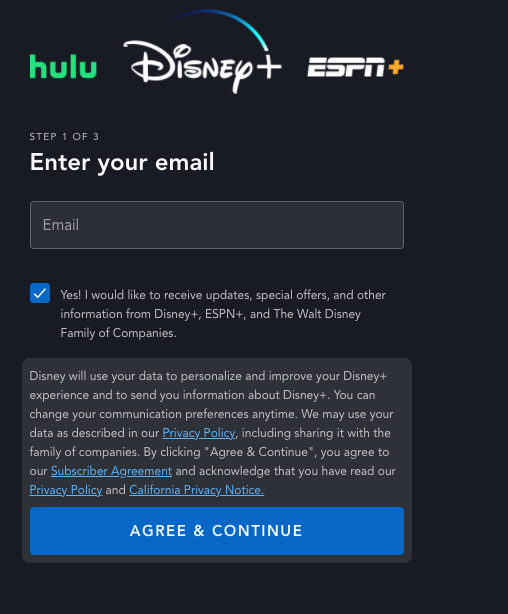 hulu Disney+ ESPN+
STEP 1 OF 3
Enter your email
Email
Yes! I would like to receive updates, special offers, and other
information from Disney+, ESPN+, and The Walt Disney
Family of Companies.
Disney will use your data to personalize and improve your Disney+
experience and to send you information about Disney+. You can
change your communication preferences anytime. We may use your
data as described in our Privacy Policy, including sharing it with the
family of companies. By clicking "Agree & Continue", you agree to
our Subscriber Agreement and acknowledge that you have read our
Privacy Policy and California Privacy Notice.
AGREE & CONTINUE